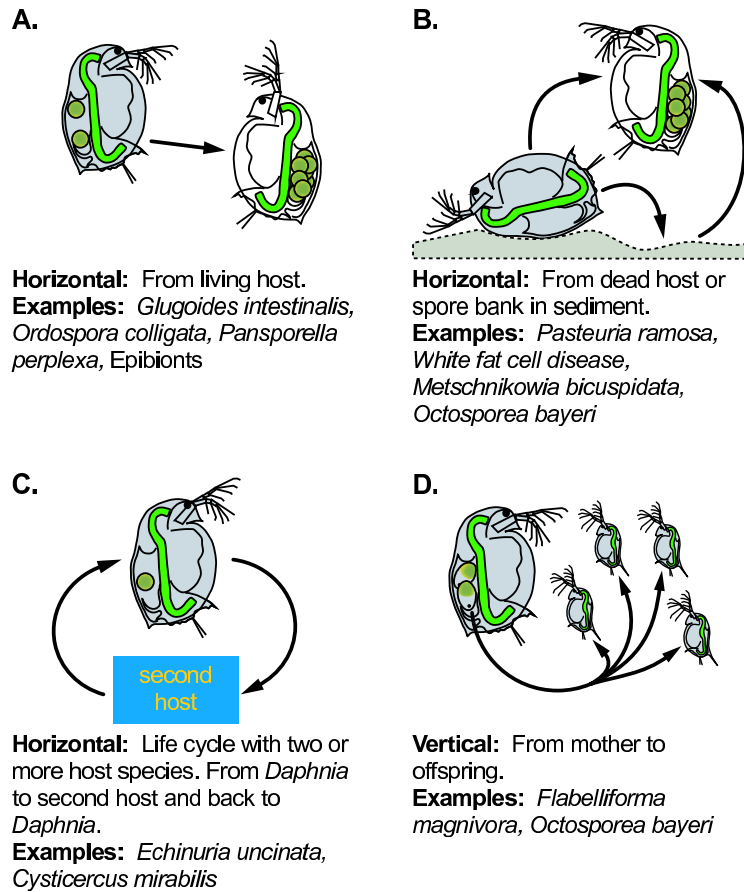 A.
Horizontal: From living host.
Examples: Glugoides intestinalis,
Ordospora colligata, Pansporella
perplexa, Epibionts
B.
Horizontal: From dead host or
spore bank in sediment.
Examples: Pasteuria ramosa,
White fat cell disease,
Metschnikowia bicuspidata,
Octosporea bayeri
C.
second
host
Horizontal: Life cycle with two or
more host species. From Daphnia
to second host and back to
Daphnia.
Examples: Echinuria uncinata,
Cysticercus mirabilis
D.
Vertical: From mother to
offspring.
Examples: Flabelliforma
magnivora, Octosporea bayeri